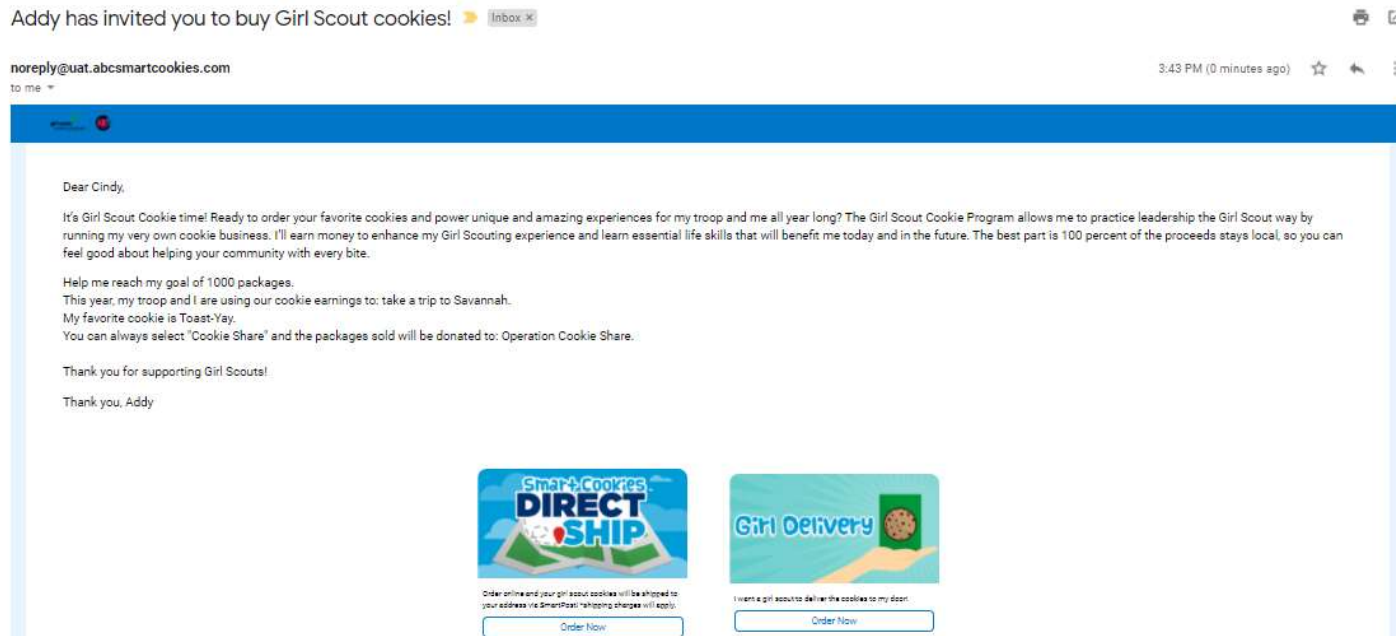 Addy has invited you to buy Girl Scout cookies!
Inbox x
noreply@uat.abcsmartcookies.com
3:43 PM (0 minutes ago)
to me
Dear Cindy,
It's Girl Scout Cookie time! Ready to order your favorite cookies and power unique and amazing experiences for my troop and me all year long? The Girl Scout Cookie Program allows me to practice leadership the Girl Scout way by
running my very own cookie business. I'll earn money to enhance my Girl Scouting experience and learn essential life skills that will benefit me today and in the future. The best part is 100 percent of the proceeds stays local, so you can
feel good about helping your community with every bite.
Help me reach my goal of 1000 packages.
This year, my troop and I are using our cookie earnings to: take a trip to Savannah.
My favorite cookie is Toast-Yay.
You can always select "Cookie Share" and the packages sold will be donated to: Operation Cookie Share.
Thank you for supporting Girl Scouts!
Thank you, Addy
Smart Cookies
DIRECT
SHIP
Order online and your girl scout cookies will be shipped to
your address via SmartPost! *shipping charges will apply.
Order Now
Girl Delivery
I want a girl scout to deliver the cookies to my door!
Order Now